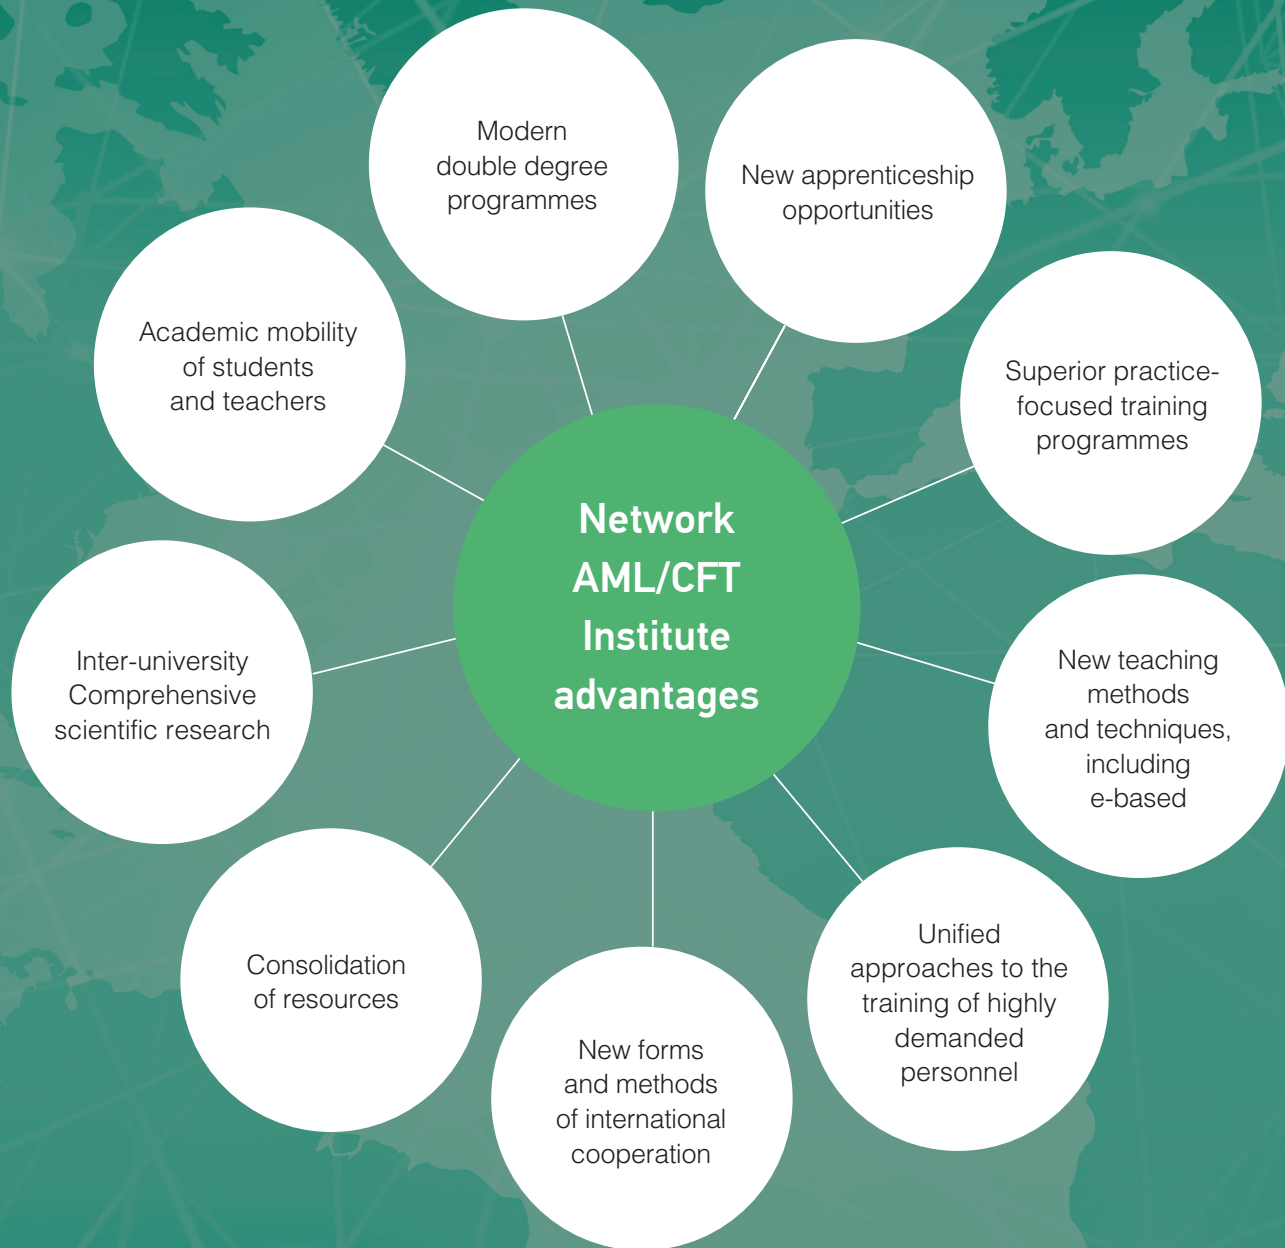 Modern
double degree
programmes
New apprenticeship
opportunities
Academic mobility
of students
and teachers
Superior practice-
focused training
programmes
Network
AML/CFT
Institute
advantages
Inter-university
Comprehensive
scientific research
New teaching
methods
and techniques,
including
e-based
Consolidation
of resources
Unified
approaches to the
training of highly
demanded
personnel
New forms
and methods
of international
cooperation